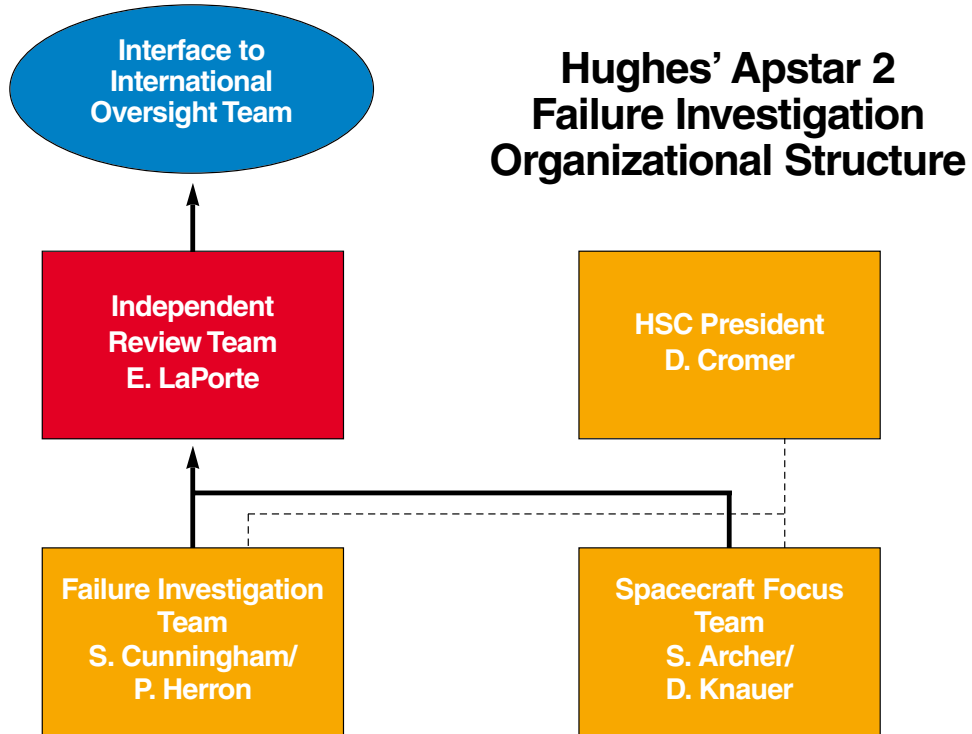 Interface to
International
Oversight Team
Hughes’ Apstar 2
Failure Investigation
Organizational Structure
Independent
Review Team
E. LaPorte
HSC President
D. Cromer
Failure Investigation
Team
S. Cunningham/
P. Herron
Spacecraft Focus
Team
S. Archer/
D. Knauer